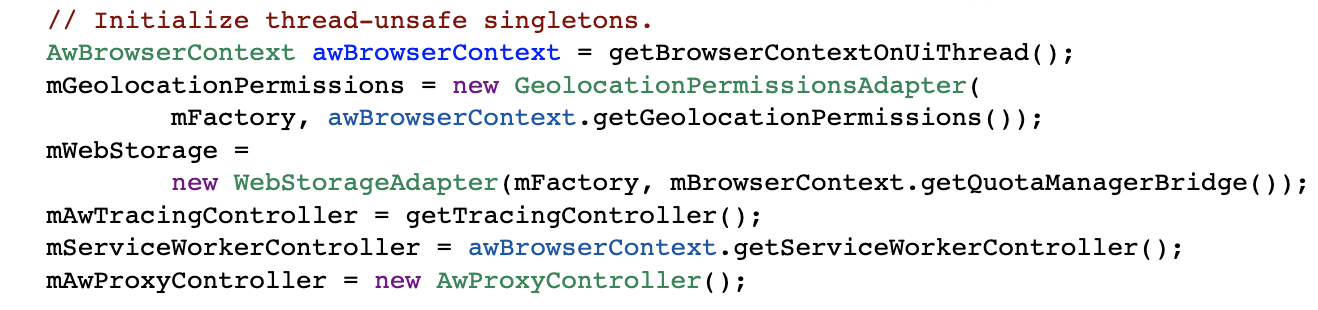 // Initialize thread-unsafe singletons.
AwBrowserContext awBrowserContext = getBrowserContextOnUiThread();
mGeolocationPermissions = new GeolocationPermissionsAdapter(
mFactory, awBrowserContext.getGeolocationPermissions());
mWebStorage =
new WebStorageAdapter(mFactory, mBrowserContext.getQuotaManagerBridge());
mAwTracingController = getTracingController();
mServiceWorkerController = awBrowserContext.getServiceWorkerController();
mAwProxyController = new AwProxyController();